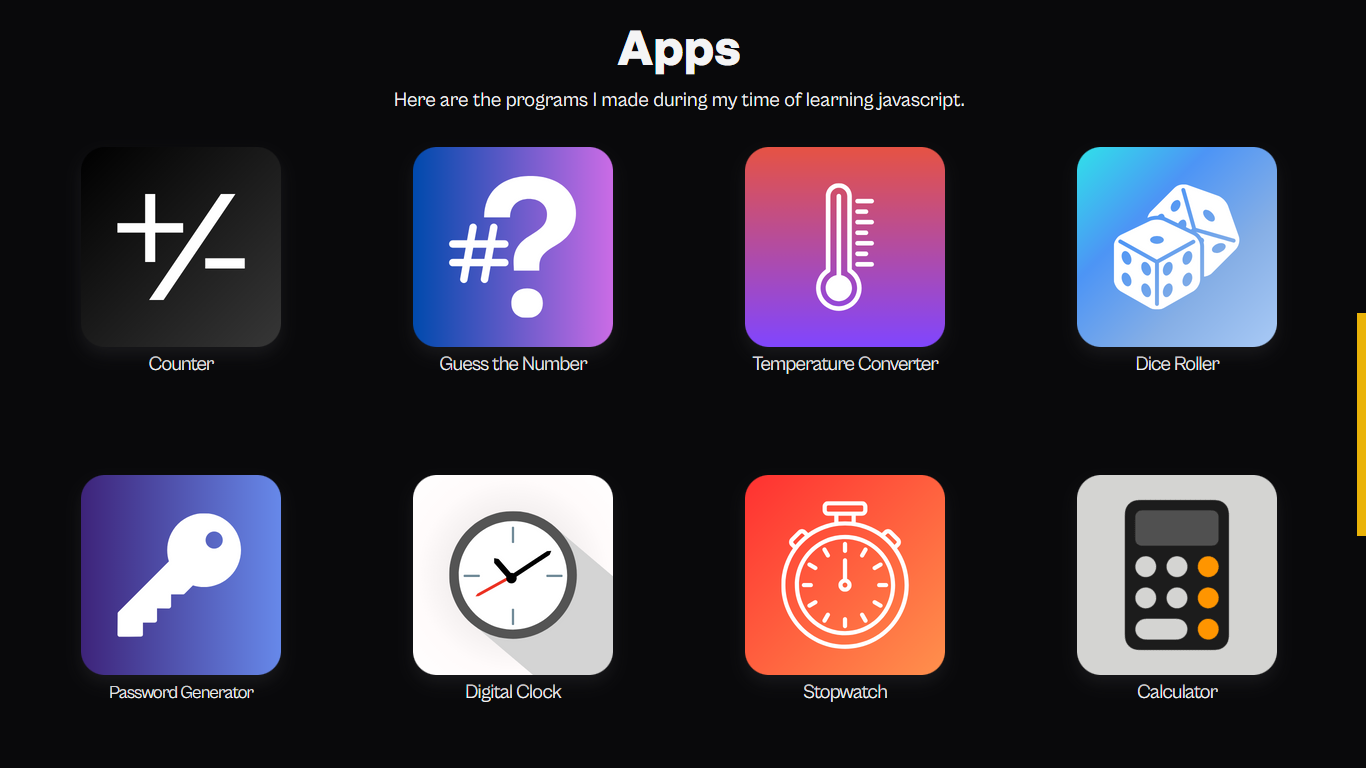 Apps
Here are the programs I made during my time of learning javascript.
+/-
#?
Counter
Guess the Number
Temperature Converter
Dice Roller
Password Generator
Digital Clock
Stopwatch
Calculator